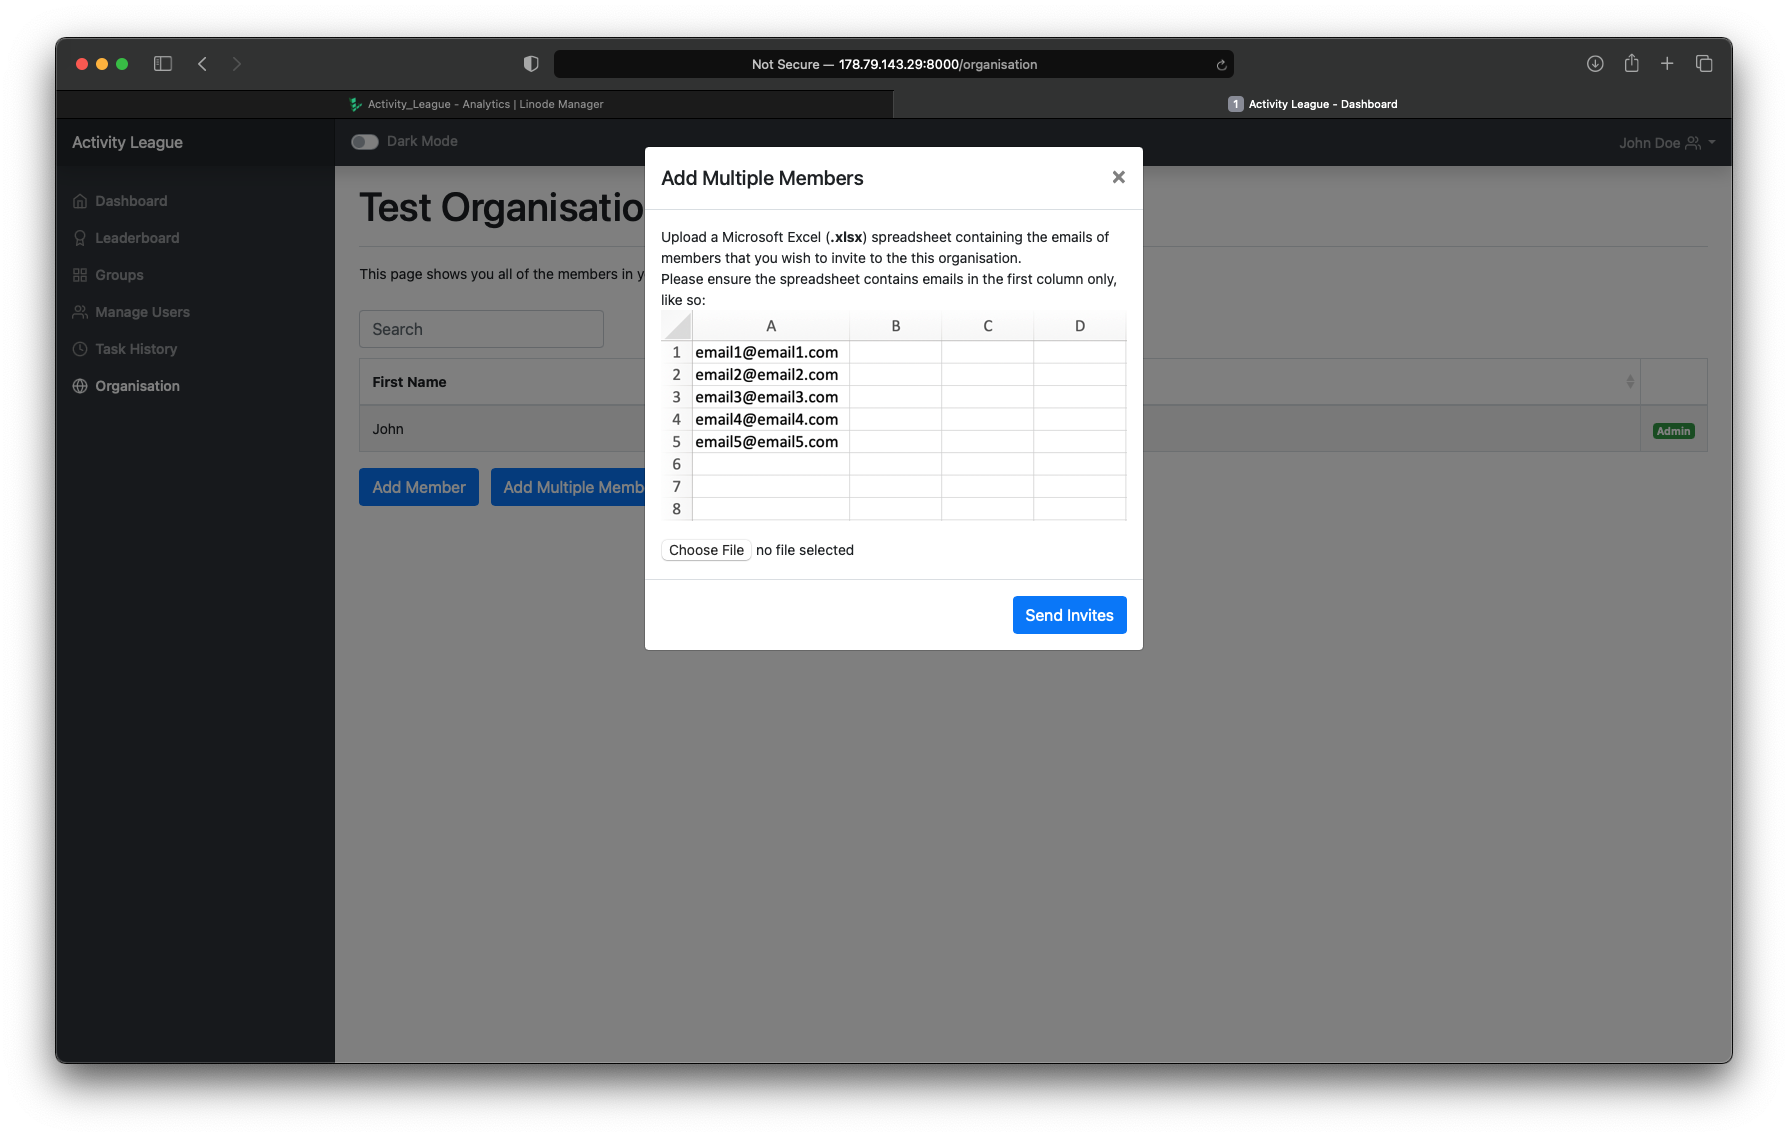 Not Secure — 178.79.143.29:8000/organisation
Activity_League - Analytics | Linode Manager
1 Activity League - Dashboard
Activity League
Dark Mode
John Doe
Dashboard
Leaderboard
Groups
Manage Users
Task History
Organisation
Test Organisatio
This page shows you all of the members in y
Search
First Name
John
Admin
Add Member
Add Multiple Memb
Add Multiple Members
×
Upload a Microsoft Excel (.xlsx) spreadsheet containing the emails of
members that you wish to invite to the this organisation.
Please ensure the spreadsheet contains emails in the first column only,
like so:
A B C D
1 email1@email1.com
2 email2@email2.com
3 email3@email3.com
4 email4@email4.com
5 email5@email5.com
6
7
8
Choose File no file selected
Send Invites